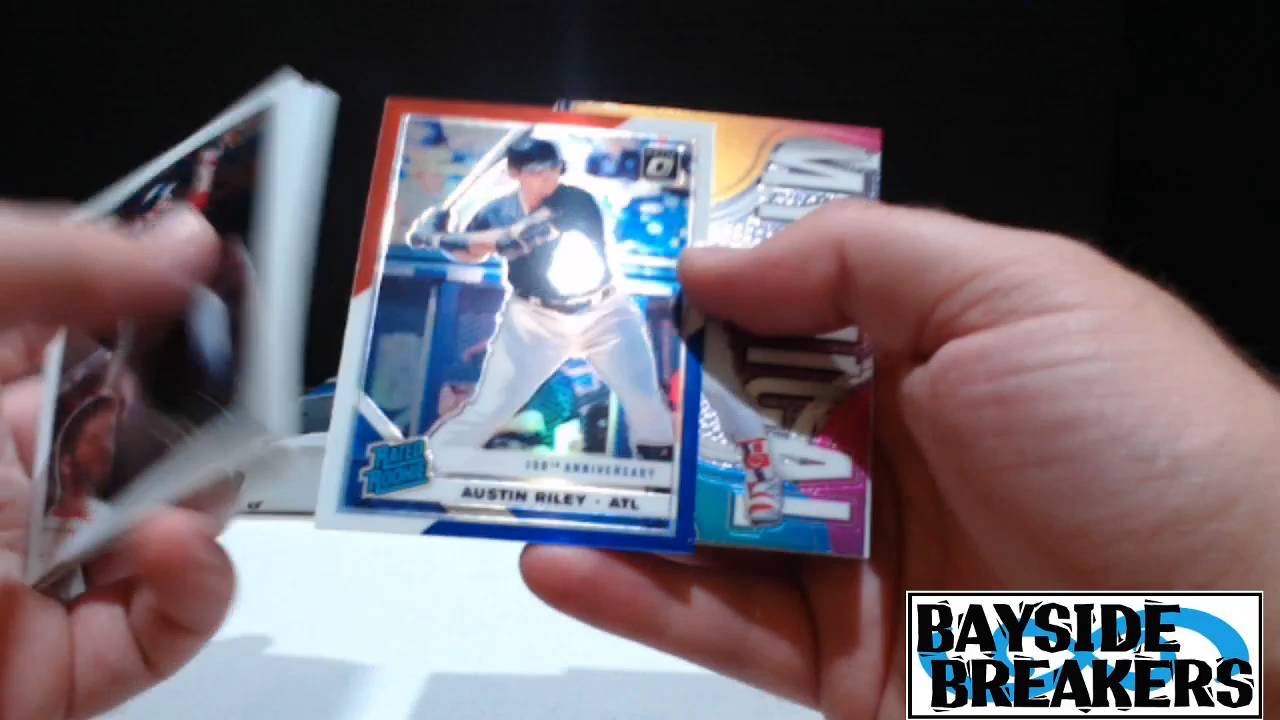 RATED
ROOKIE
150TH ANNIVERSARY
AUSTIN RILEY · ATL
BAYSIDE
BREAKERS